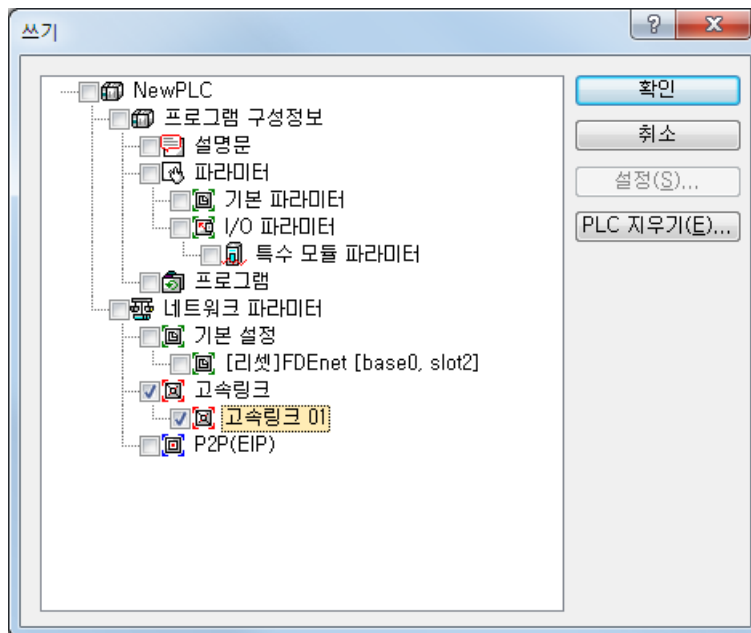 쓰기
NewPLC
프로그램 구성정보
설명문
파라미터
기본 파라미터
I/O 파라미터
특수 모듈 파라미터
프로그램
네트워크 파라미터
기본 설정
[리셋]FDEnet [base0, slot2]
고속링크
고속링크 01
P2P(EIP)
확인
취소
설정(S)...
PLC 지우기(E)...